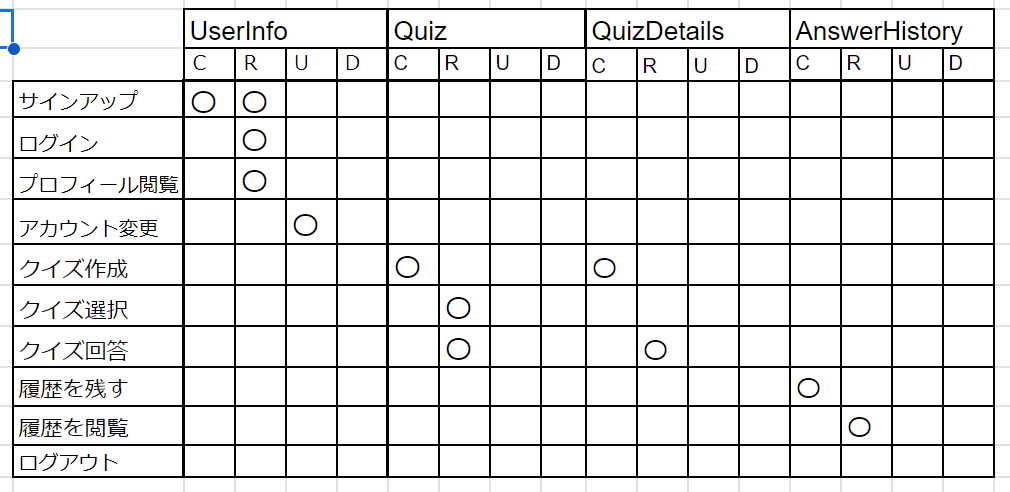 UserInfo Quiz QuizDetails AnswerHistory
C R U D C R U D C R U D C R U D
サインアップ 〇 〇
ログイン 〇
プロフィール閲覧 〇
アカウント変更 〇
クイズ作成 〇 〇
クイズ選択 〇
クイズ回答 〇 〇
履歴を残す 〇
履歴を閲覧 〇
ログアウト